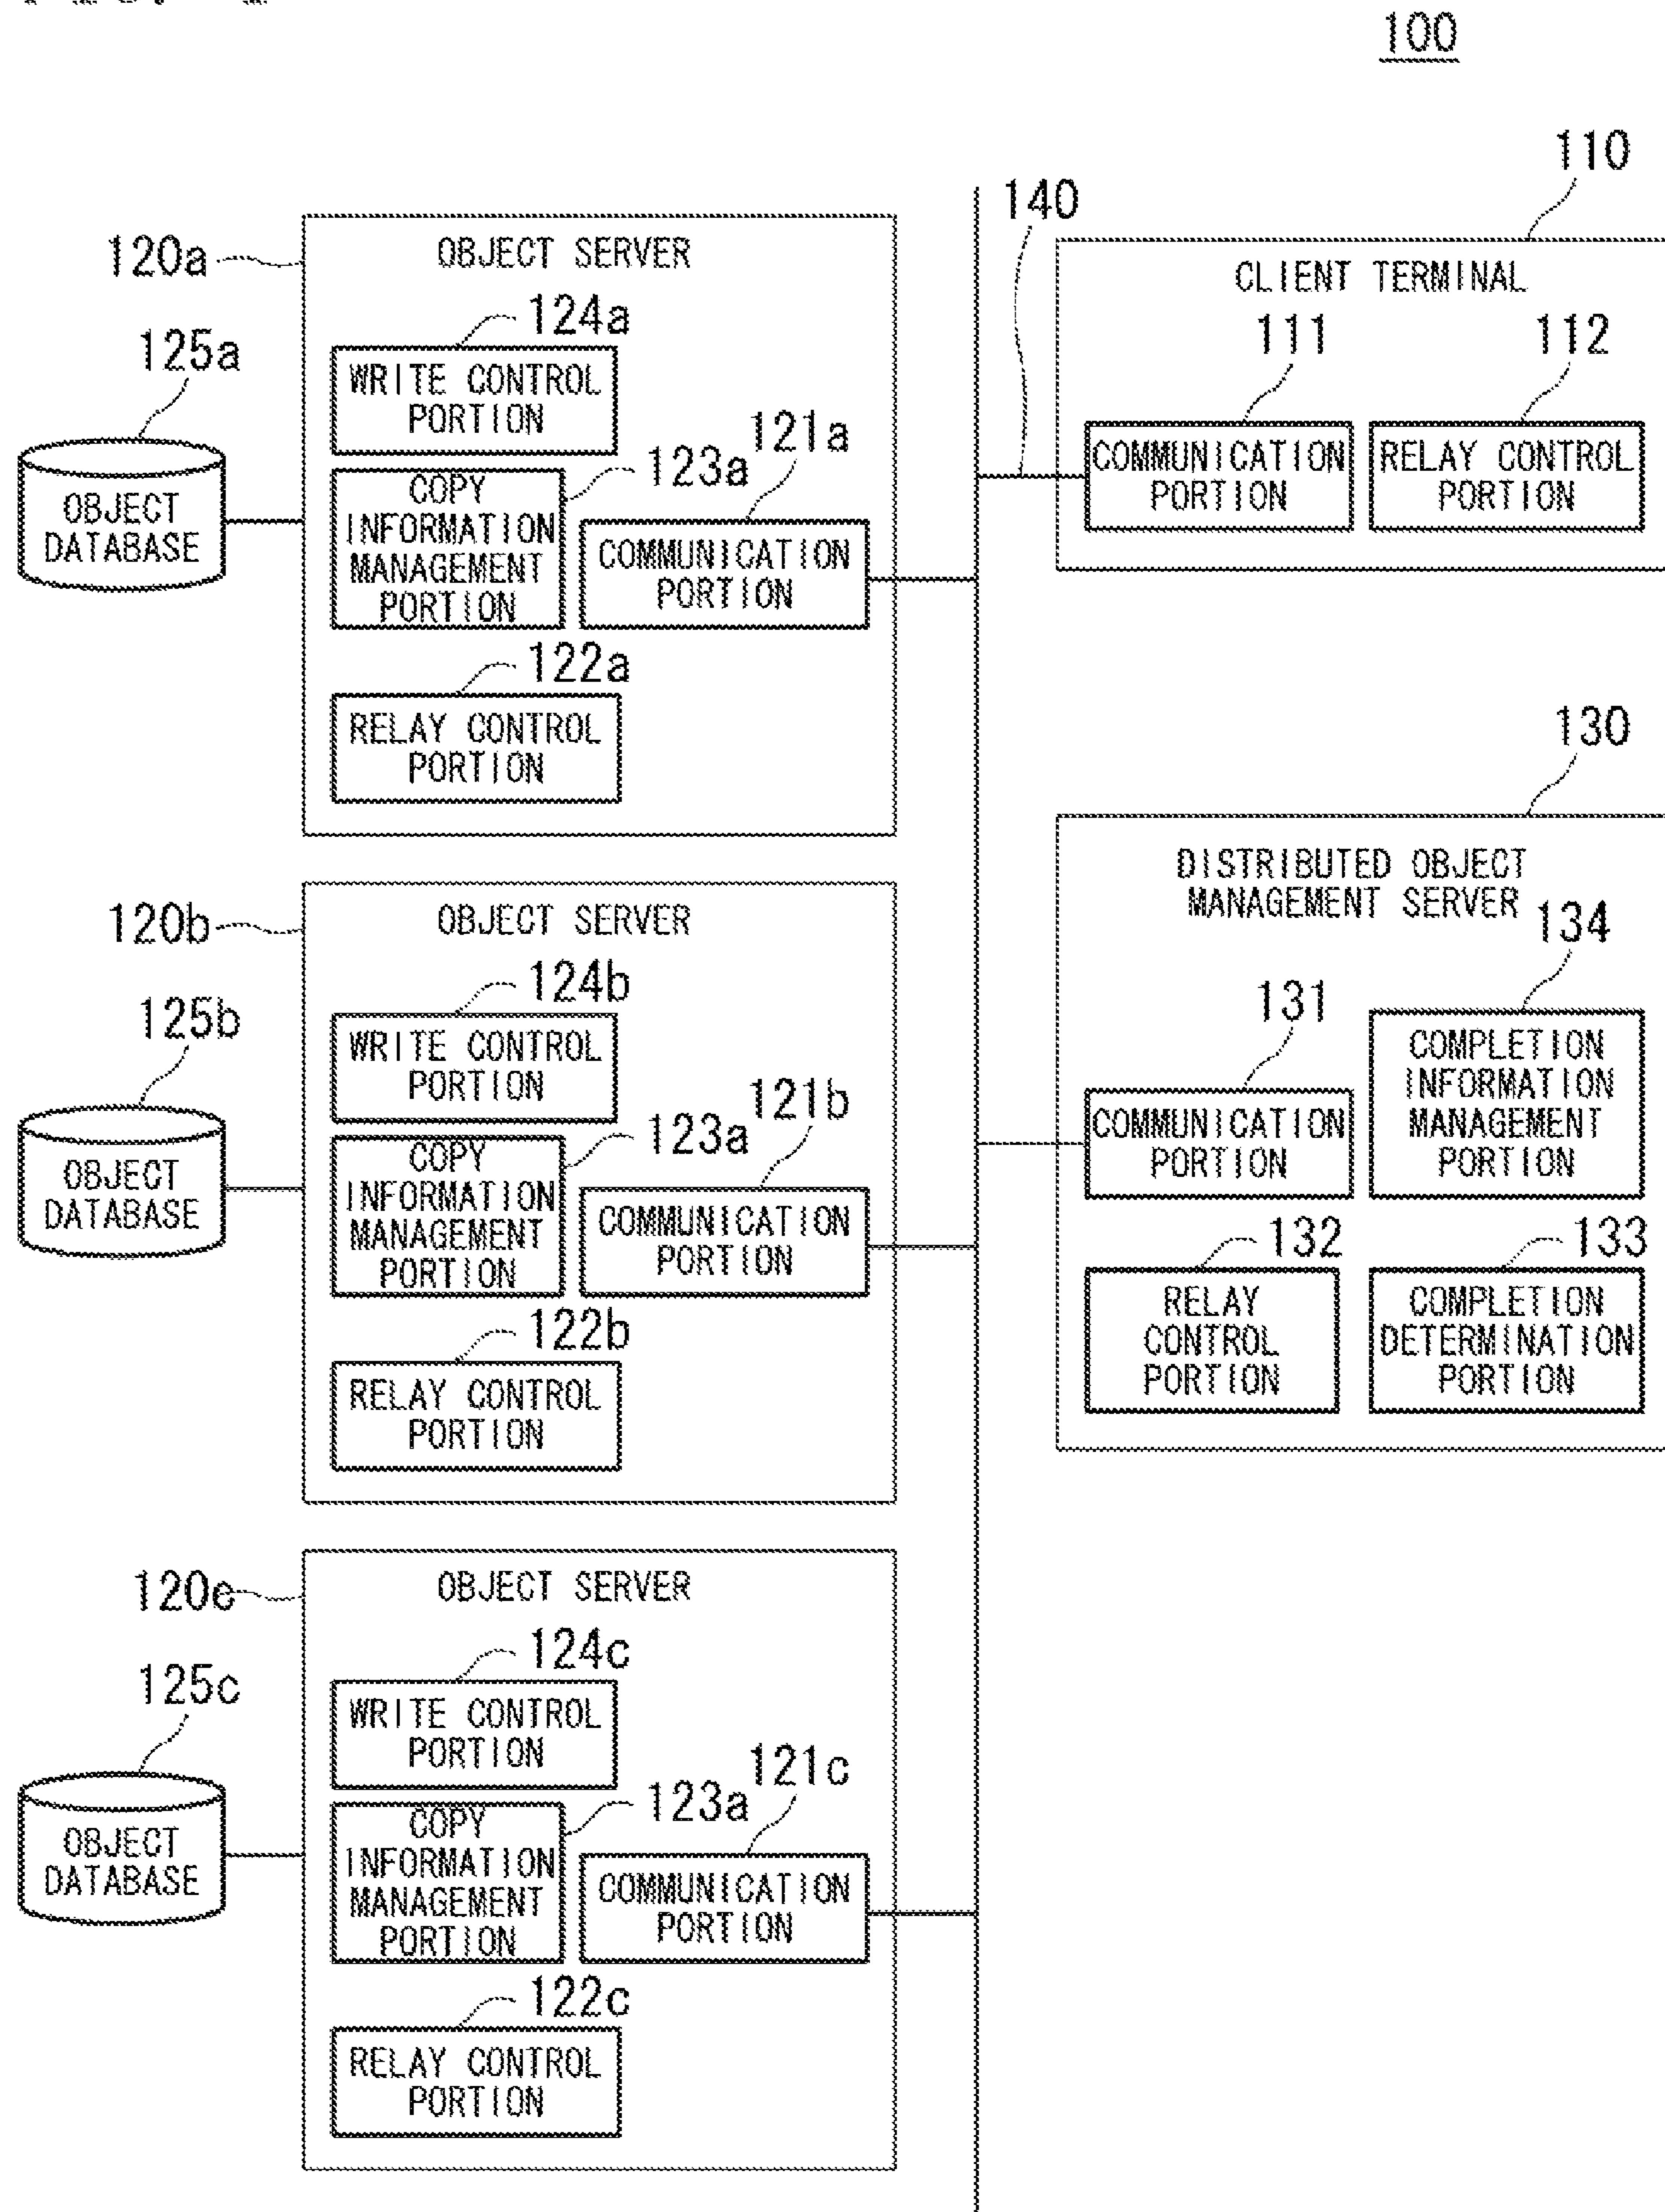 100
110
140
120a
OBJECT SERVER
CLIENT TERMINAL
124a
125a
111
112
WRITE CONTROL
PORTION
121a
123a
COMMUNICATION
PORTION
RELAY CONTROL
PORTION
OBJECT
DATABASE
COPY
INFORMATION
MANAGEMENT
PORTION
COMMUNICATION
PORTION
122a
RELAY CONTROL
PORTION
130
DISTRIBUTED OBJECT
MANAGEMENT SERVER
134
120b
OBJECT SERVER
124b
125b
131
WRITE CONTROL
PORTION
COMPLETION
INFORMATION
MANAGEMENT
PORTION
121b
123a
COMMUNICATION
PORTION
OBJECT
DATABASE
COPY
INFORMATION
MANAGEMENT
PORTION
COMMUNICATION
PORTION
132
133
RELAY
CONTROL
PORTION
COMPLETION
DETERMINATION
PORTION
122b
RELAY CONTROL
PORTION
120c
OBJECT SERVER
124c
125c
WRITE CONTROL
PORTION
121c
123a
OBJECT
DATABASE
COPY
INFORMATION
MANAGEMENT
PORTION
COMMUNICATION
PORTION
122c
RELAY CONTROL
PORTION